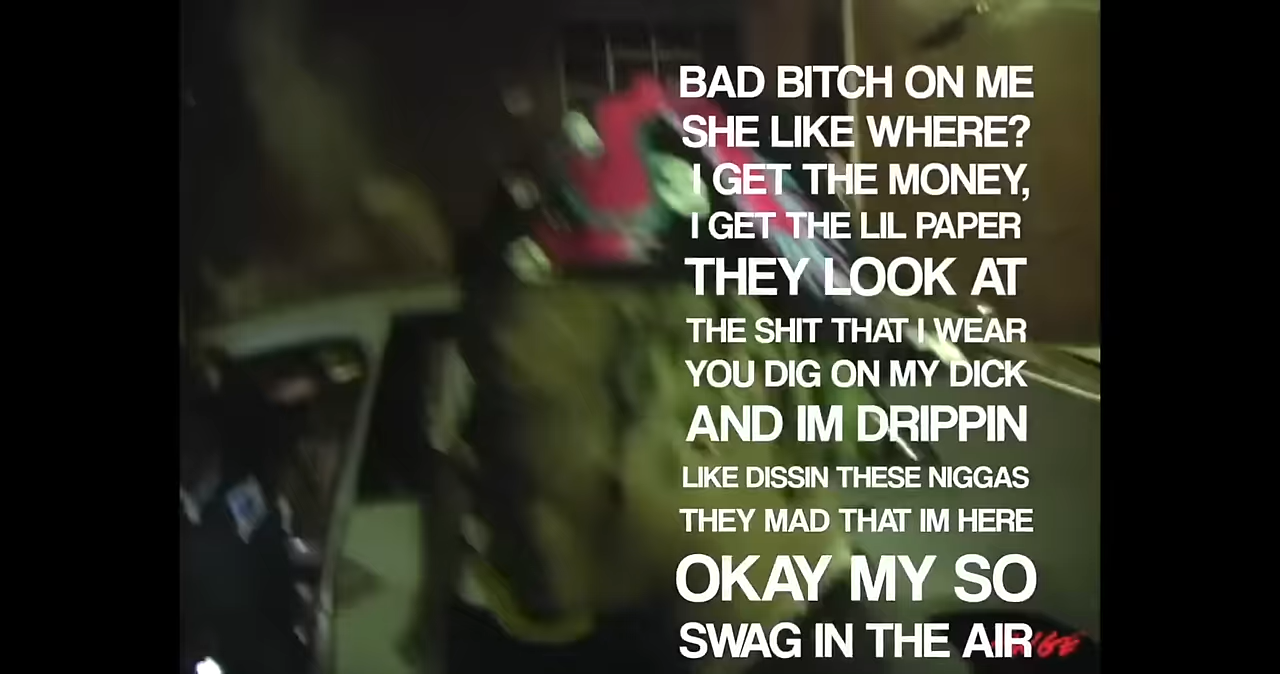 BAD BITCH ON ME
SHE LIKE WHERE?
I GET THE MONEY,
I GET THE LIL PAPER
THEY LOOK AT
THE SHIT THAT I WEAR
YOU DIG ON MY DICK
AND IM DRIPPIN
LIKE DISSIN THESE NIGGAS
THEY MAD THAT IM HERE
OKAY MY SO
SWAG IN THE AIR